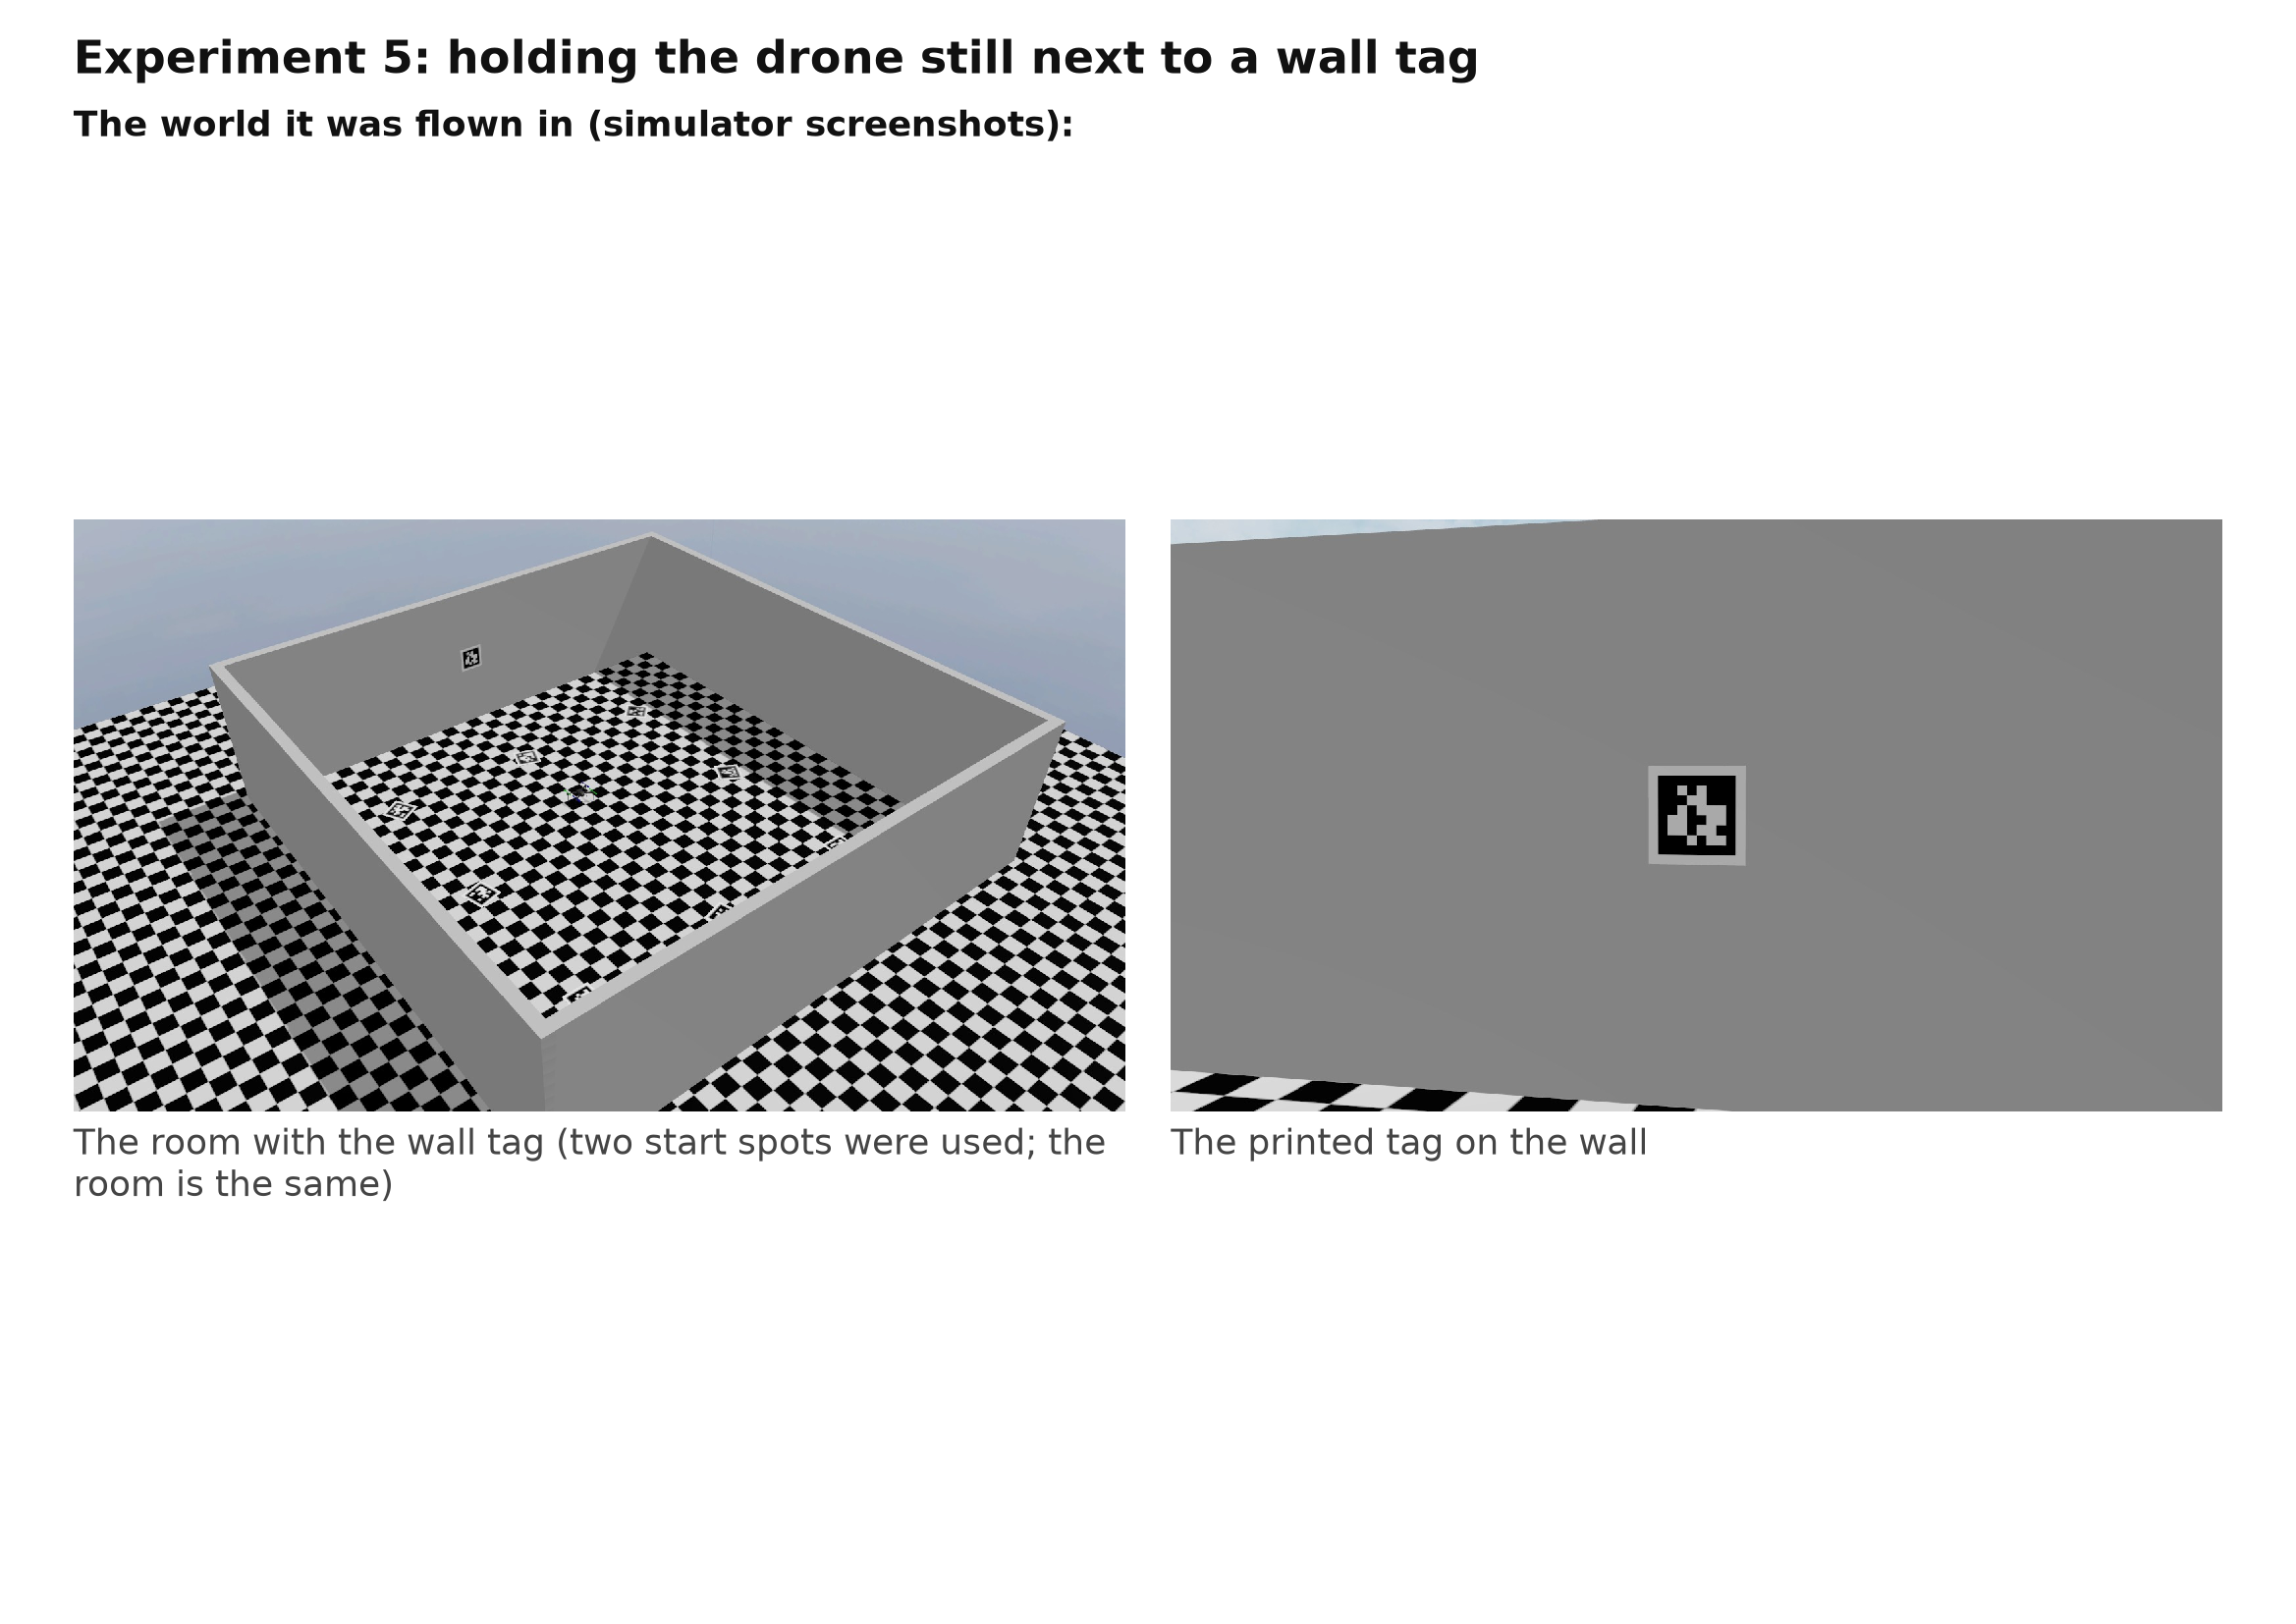 Experiment 5: holding the drone still next to a wall tag
The world it was flown in (simulator screenshots):
The room with the wall tag (two start spots were used; the
room is the same)
The printed tag on the wall